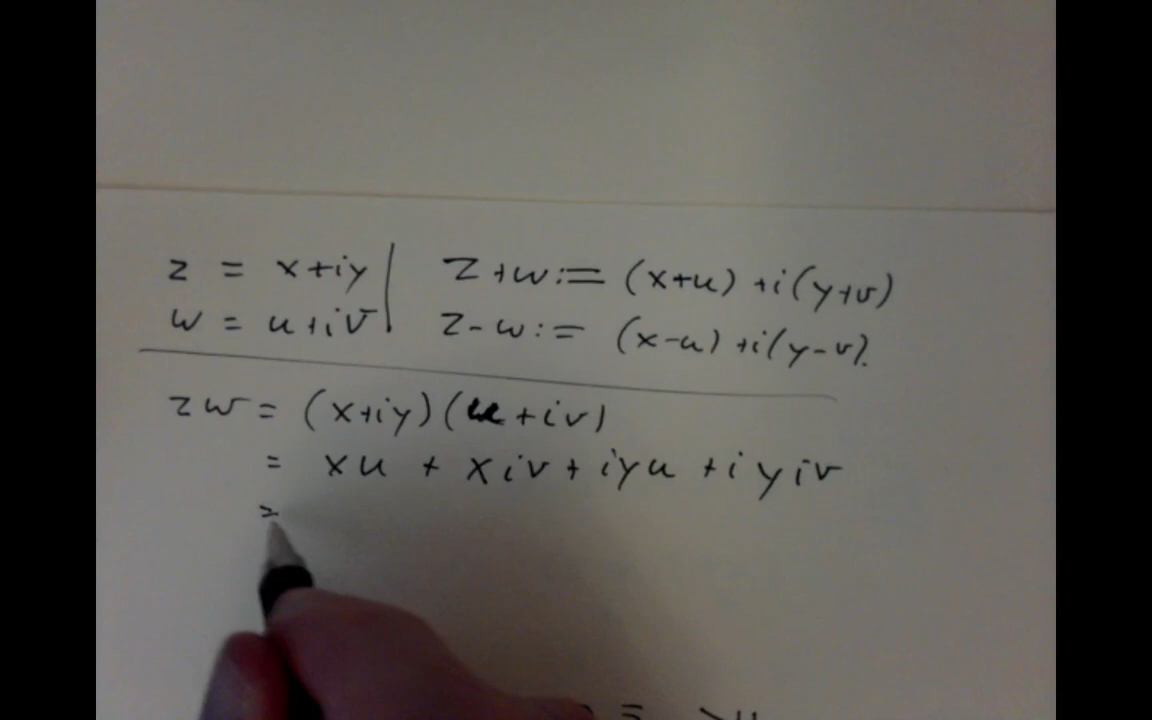 z = x+iy | z+w := (x+u) +i(y+v)
w = u+iv | z-w := (x-u) +i(y-v).
zw = (x+iy)(u+iv)
= xu + xiv + iyu + iyiv
=